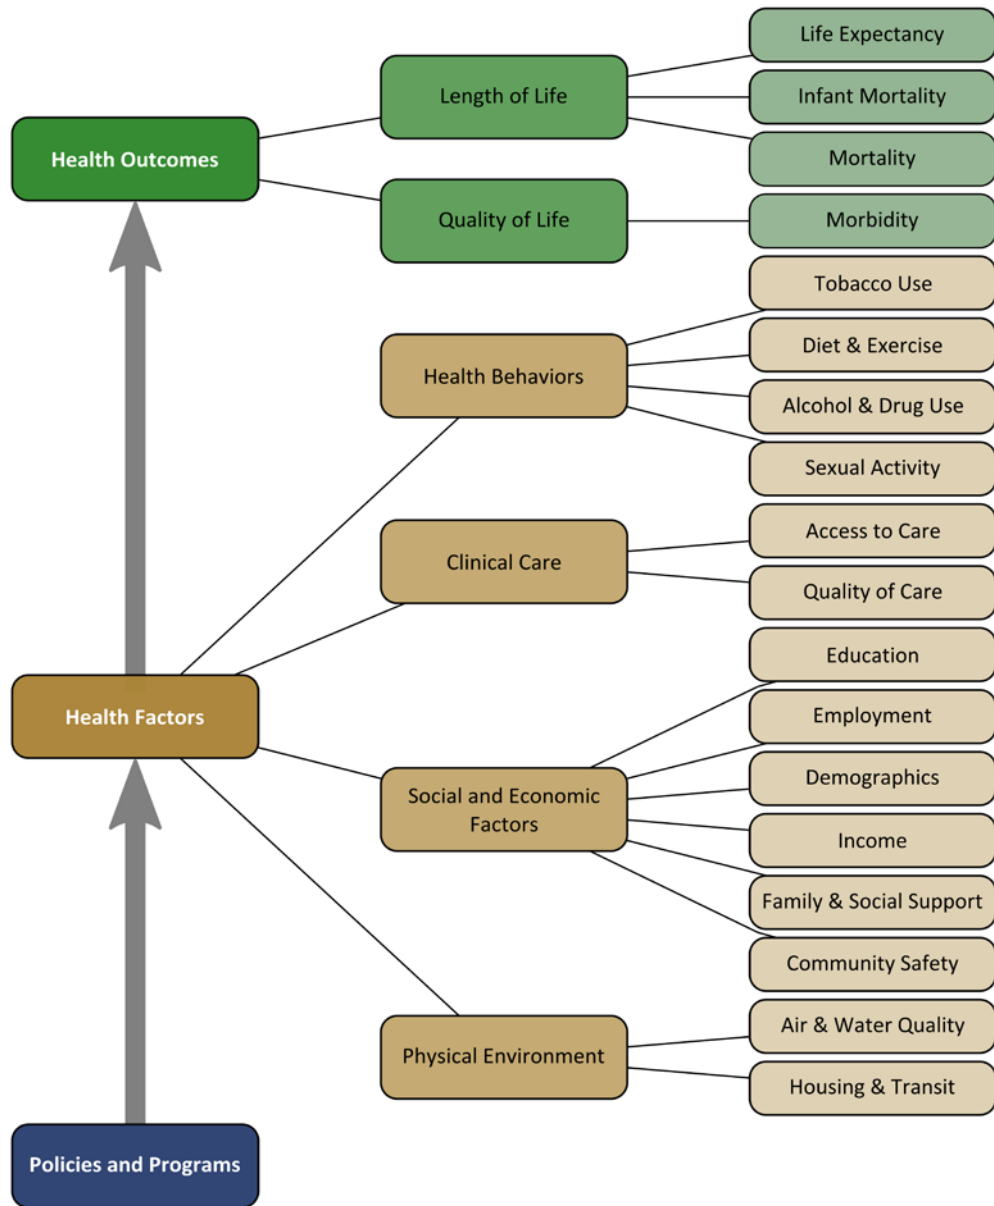 Life Expectancy
Length of Life
Infant Mortality
Health Outcomes
Mortality
Quality of Life
Morbidity
Tobacco Use
Diet & Exercise
Health Behaviors
Alcohol & Drug Use
Sexual Activity
Access to Care
Clinical Care
Quality of Care
Education
Health Factors
Employment
Demographics
Social and Economic
Factors
Income
Family & Social Support
Community Safety
Air & Water Quality
Physical Environment
Housing & Transit
Policies and Programs